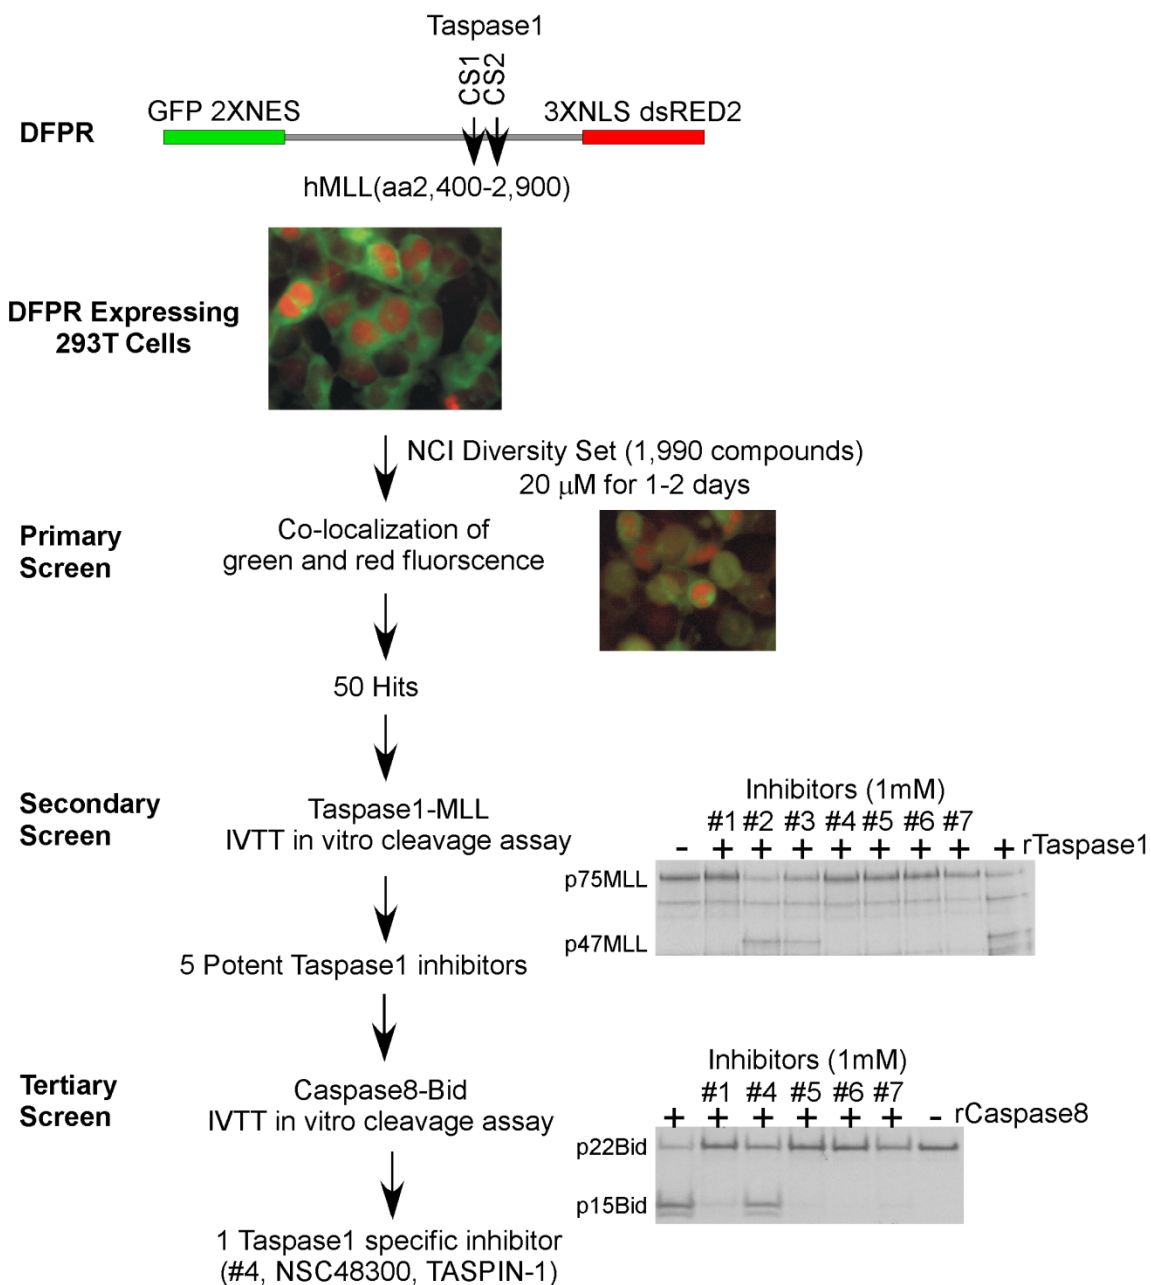 Taspase1
CS1 CS2
GFP 2XNES 3XNLS dsRED2
DFPR
hMLL(aa2,400-2,900)
DFPR Expressing
293T Cells
NCI Diversity Set (1,990 compounds)
20 μM for 1-2 days
Primary
Screen
Co-localization of
green and red fluorscence
50 Hits
Secondary
Screen
Taspase1-MLL
IVTT in vitro cleavage assay
Inhibitors (1mM)
#1 #2 #3 #4 #5 #6 #7
- + + + + + + + + rTaspase1
p75MLL
p47MLL
5 Potent Taspase1 inhibitors
Tertiary
Screen
Caspase8-Bid
IVTT in vitro cleavage assay
Inhibitors (1mM)
#1 #4 #5 #6 #7
+ + + + + + - rCaspase8
p22Bid
p15Bid
1 Taspase1 specific inhibitor
(#4, NSC48300, TASPIN-1)